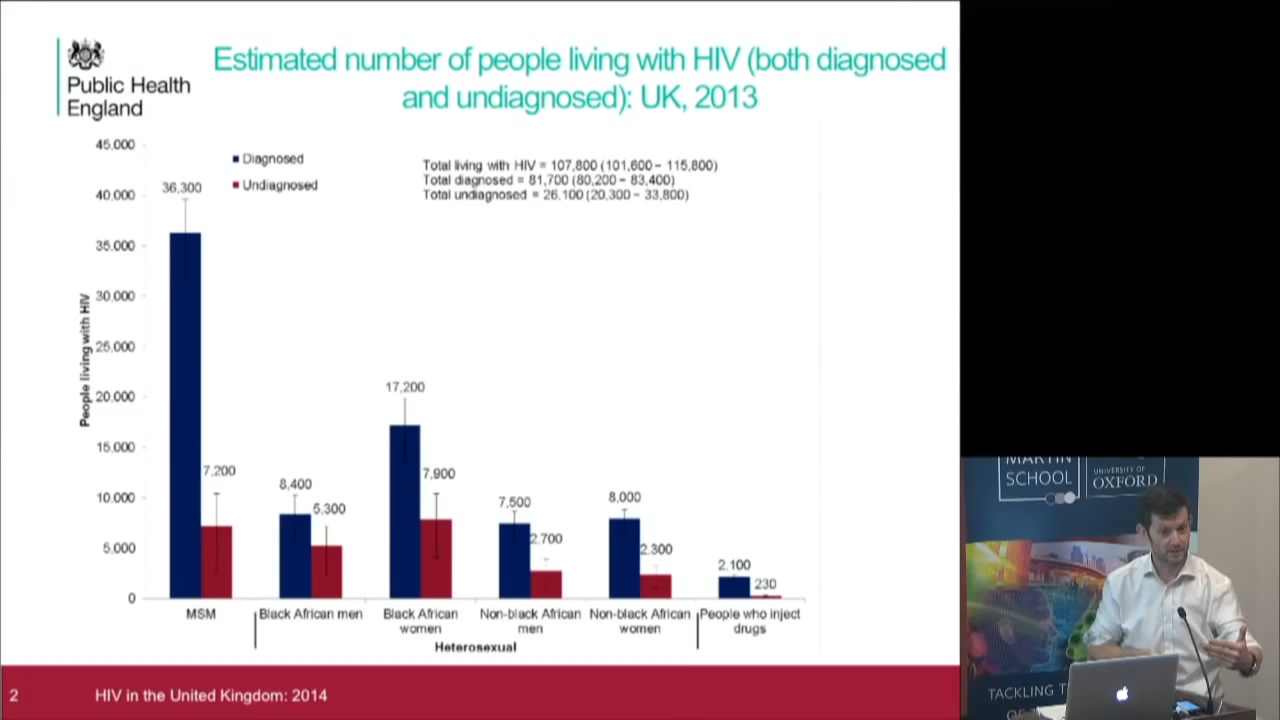 Public Health
England
Estimated number of people living with HIV (both diagnosed
and undiagnosed): UK, 2013
Diagnosed
Undiagnosed
Total living with HIV = 107,800 (101,600 – 115,800)
Total diagnosed = 81,700 (80,200 – 83,400)
Total undiagnosed = 26,100 (20,300 – 33,800)
People living with HIV
45,000
40,000
35,000
30,000
25,000
20,000
15,000
10,000
5,000
0
36,300
7,200
8,400
5,300
17,200
7,900
7,500
2,700
8,000
2,300
2,100
230
MSM
Black African men
Black African
women
Non-black African
men
Non-black African
women
People who inject
drugs
Heterosexual
2
HIV in the United Kingdom: 2014
MARTIN
SCHOOL
UNIVERSITY OF
OXFORD
TACKLING